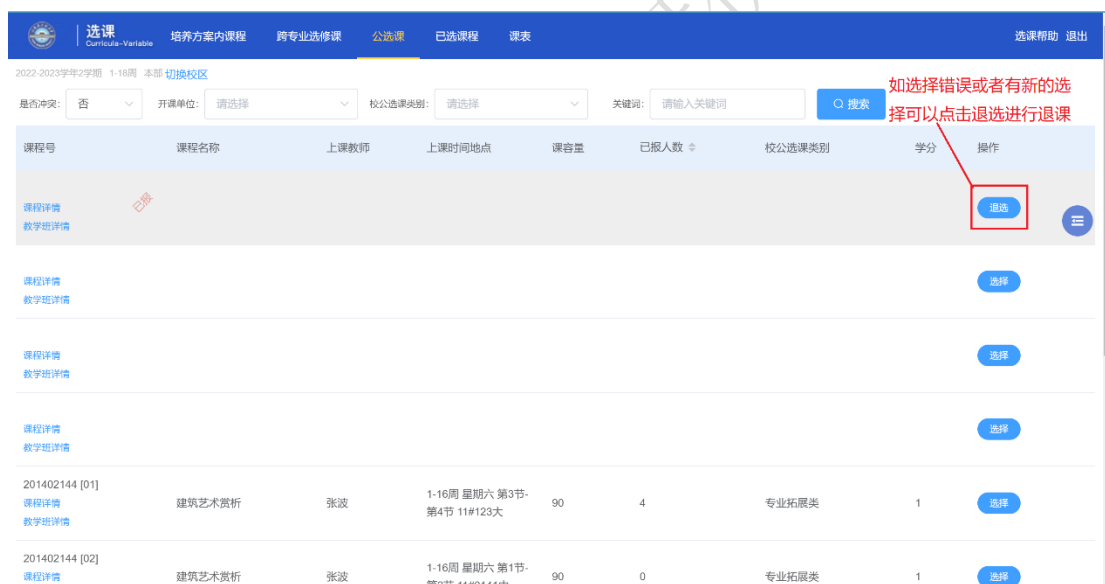 选课
Curricula-Variable
培养方案内课程 跨专业选修课 公选课 已选课程 课表
选课帮助 退出
2022-2023学年2学期 1-18周 本部 切换校区
如选择错误或者有新的选
择可以点击退选进行退课
是否冲突: 否 开课单位: 请选择 校公选课类别: 请选择 关键词: 请输入关键词 搜索
课程号 课程名称 上课教师 上课时间地点 课容量 已报人数 校公选课类别 学分 操作
已报
课程详情
教学班详情
退选
课程详情
教学班详情
选择
课程详情
教学班详情
选择
课程详情
教学班详情
选择
201402144 [01]
课程详情
教学班详情
建筑艺术赏析 张波
1-16周 星期六 第3节-
第4节 11#123大
90 4 专业拓展类 1 选择
201402144 [02]
课程详情
建筑艺术赏析 张波
1-16周 星期六 第1节-
90 0 专业拓展类 1 选择